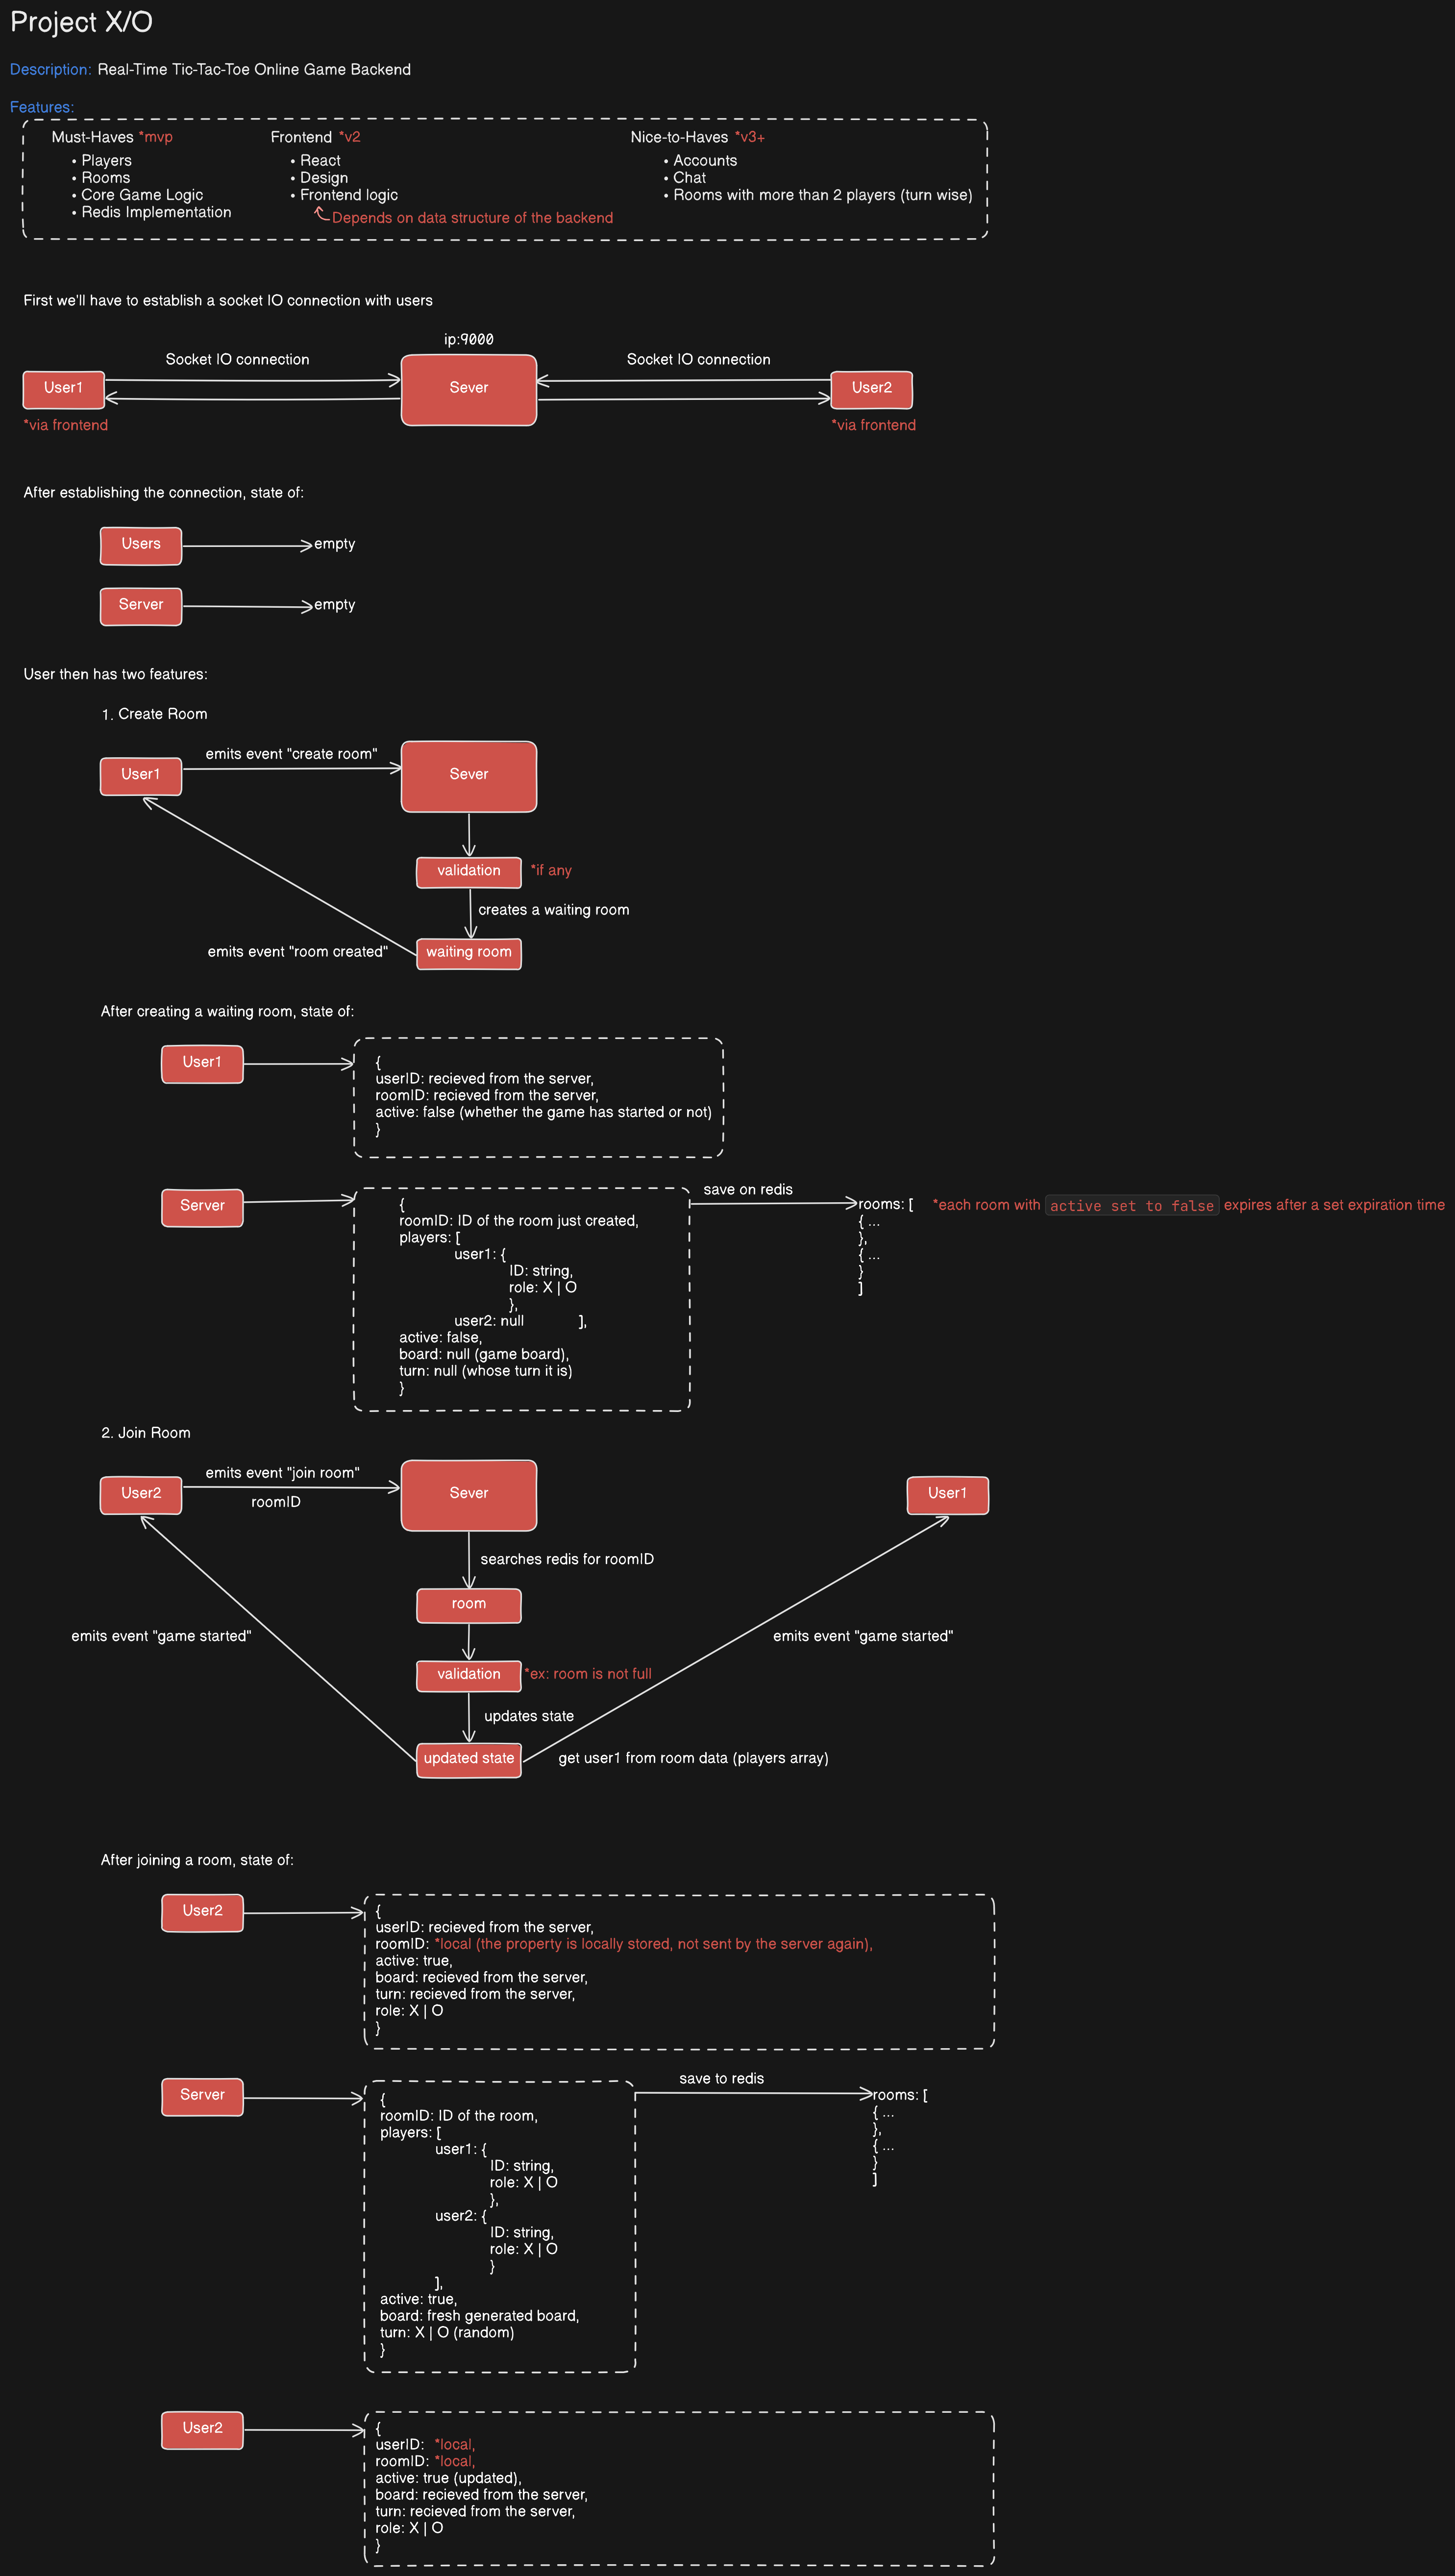 Project X/O
Description: Real-Time Tic-Tac-Toe Online Game Backend
Features:
Must-Haves *mvp
• Players
• Rooms
• Core Game Logic
• Redis Implementation
Frontend *v2
• React
• Design
• Frontend logic
Depends on data structure of the backend
Nice-to-Haves *v3+
• Accounts
• Chat
• Rooms with more than 2 players (turn wise)
First we'll have to establish a socket IO connection with users
ip:9000
Socket IO connection
Socket IO connection
User1
Sever
User2
*via frontend
*via frontend
After establishing the connection, state of:
Users
empty
Server
empty
User then has two features:
1. Create Room
emits event "create room"
User1
Sever
validation
*if any
creates a waiting room
emits event "room created"
waiting room
After creating a waiting room, state of:
User1
{
userID: recieved from the server,
roomID: recieved from the server,
active: false (whether the game has started or not)
}
Server
{
roomID: ID of the room just created,
players: [
user1: {
ID: string,
role: X | O
},
user2: null ],
active: false,
board: null (game board),
turn: null (whose turn it is)
}
save on redis
rooms: [
{ ...
},
{ ...
}
]
*each room with active set to false expires after a set expiration time
2. Join Room
emits event "join room"
User2
roomID
Sever
User1
searches redis for roomID
room
emits event "game started"
emits event "game started"
validation
*ex: room is not full
updates state
updated state
get user1 from room data (players array)
After joining a room, state of:
User2
{
userID: recieved from the server,
roomID: *local (the property is locally stored, not sent by the server again),
active: true,
board: recieved from the server,
turn: recieved from the server,
role: X | O
}
Server
{
roomID: ID of the room,
players: [
user1: {
ID: string,
role: X | O
},
user2: {
ID: string,
role: X | O
}
],
active: true,
board: fresh generated board,
turn: X | O (random)
}
save to redis
rooms: [
{ ...
},
{ ...
}
]
User2
{
userID: *local,
roomID: *local,
active: true (updated),
board: recieved from the server,
turn: recieved from the server,
role: X | O
}